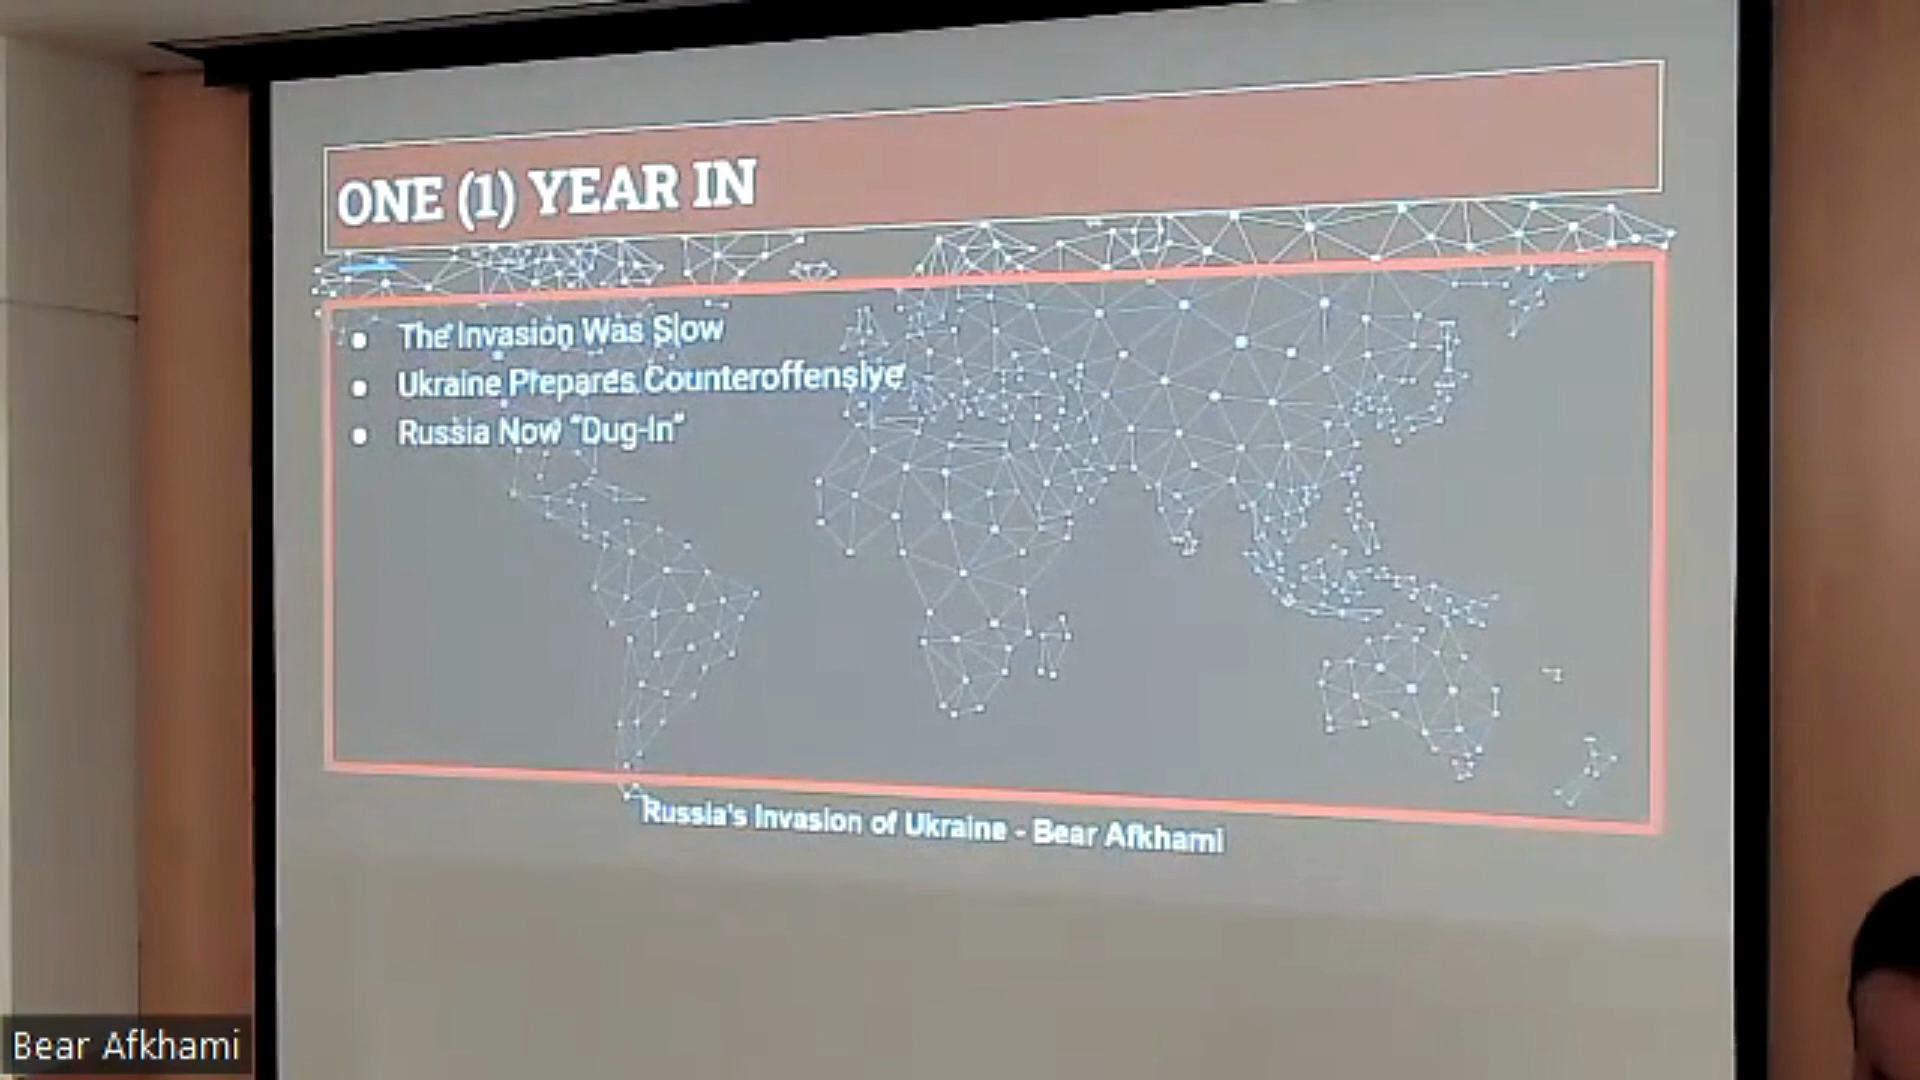 ONE (1) YEAR IN
● The Invasion Was Slow
● Ukraine Prepares Counteroffensive
● Russia Now “Dug-In”
Russia's Invasion of Ukraine - Bear Afkhami
Bear Afkhami